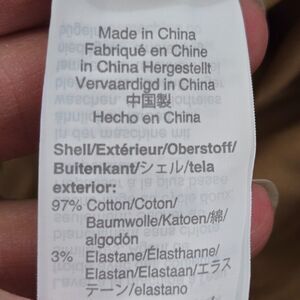 Made in China
Fabriqué en Chine
in China Hergestellt
Vervaardigd in China
中国製
Hecho en China
Shell/Extérieur/Oberstoff/
Buitenkant/シェル/tela
exterior:
97% Cotton/Coton/
Baumwolle/Katoen/綿/
algodón
3% Elastane/Élasthanne/
Elastan/Elastaan/エラス
テーン/elastano